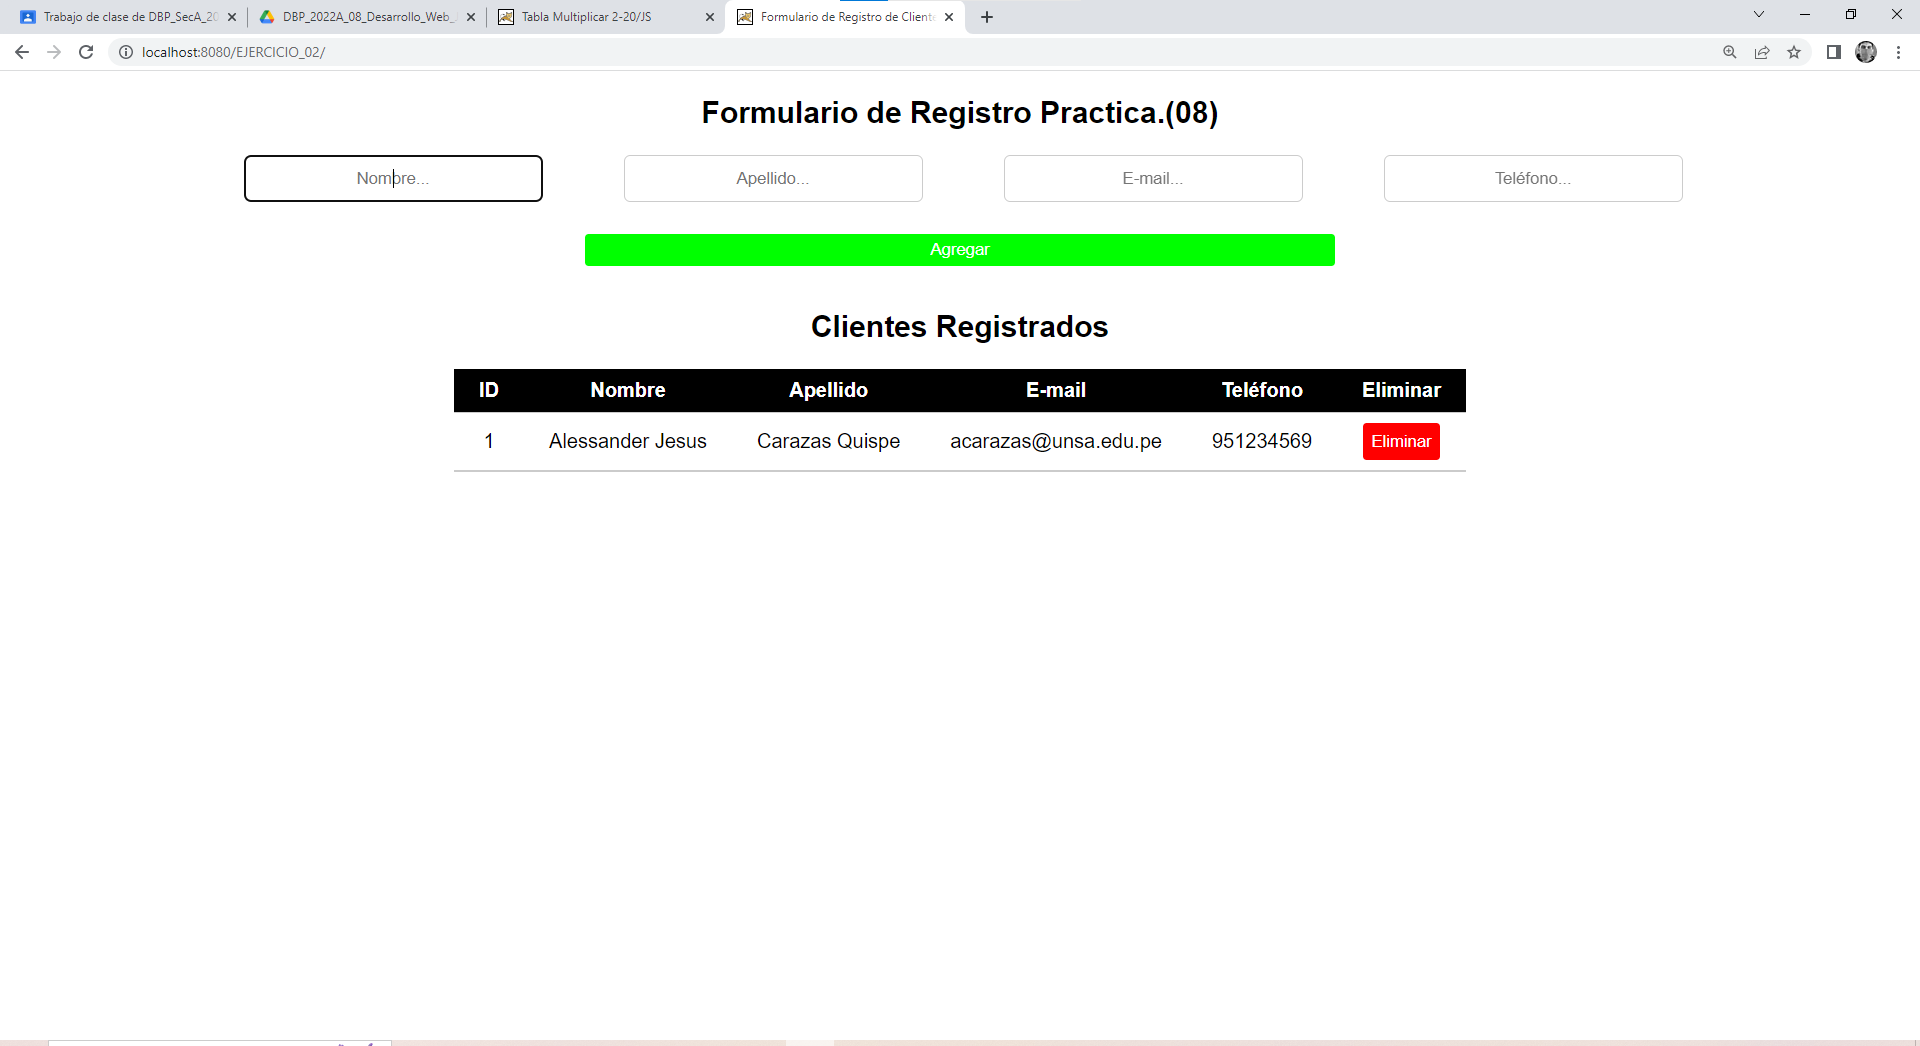 Trabajo de clase de DBP_SecA_20
DBP_2022A_08_Desarrollo_Web_
Tabla Multiplicar 2-20/JS
Formulario de Registro de Cliente
localhost:8080/EJERCICIO_02/
Formulario de Registro Practica.(08)
Nombre... Apellido... E-mail... Teléfono...
Agregar
Clientes Registrados
ID Nombre Apellido E-mail Teléfono Eliminar
1 Alessander Jesus Carazas Quispe acarazas@unsa.edu.pe 951234569 Eliminar